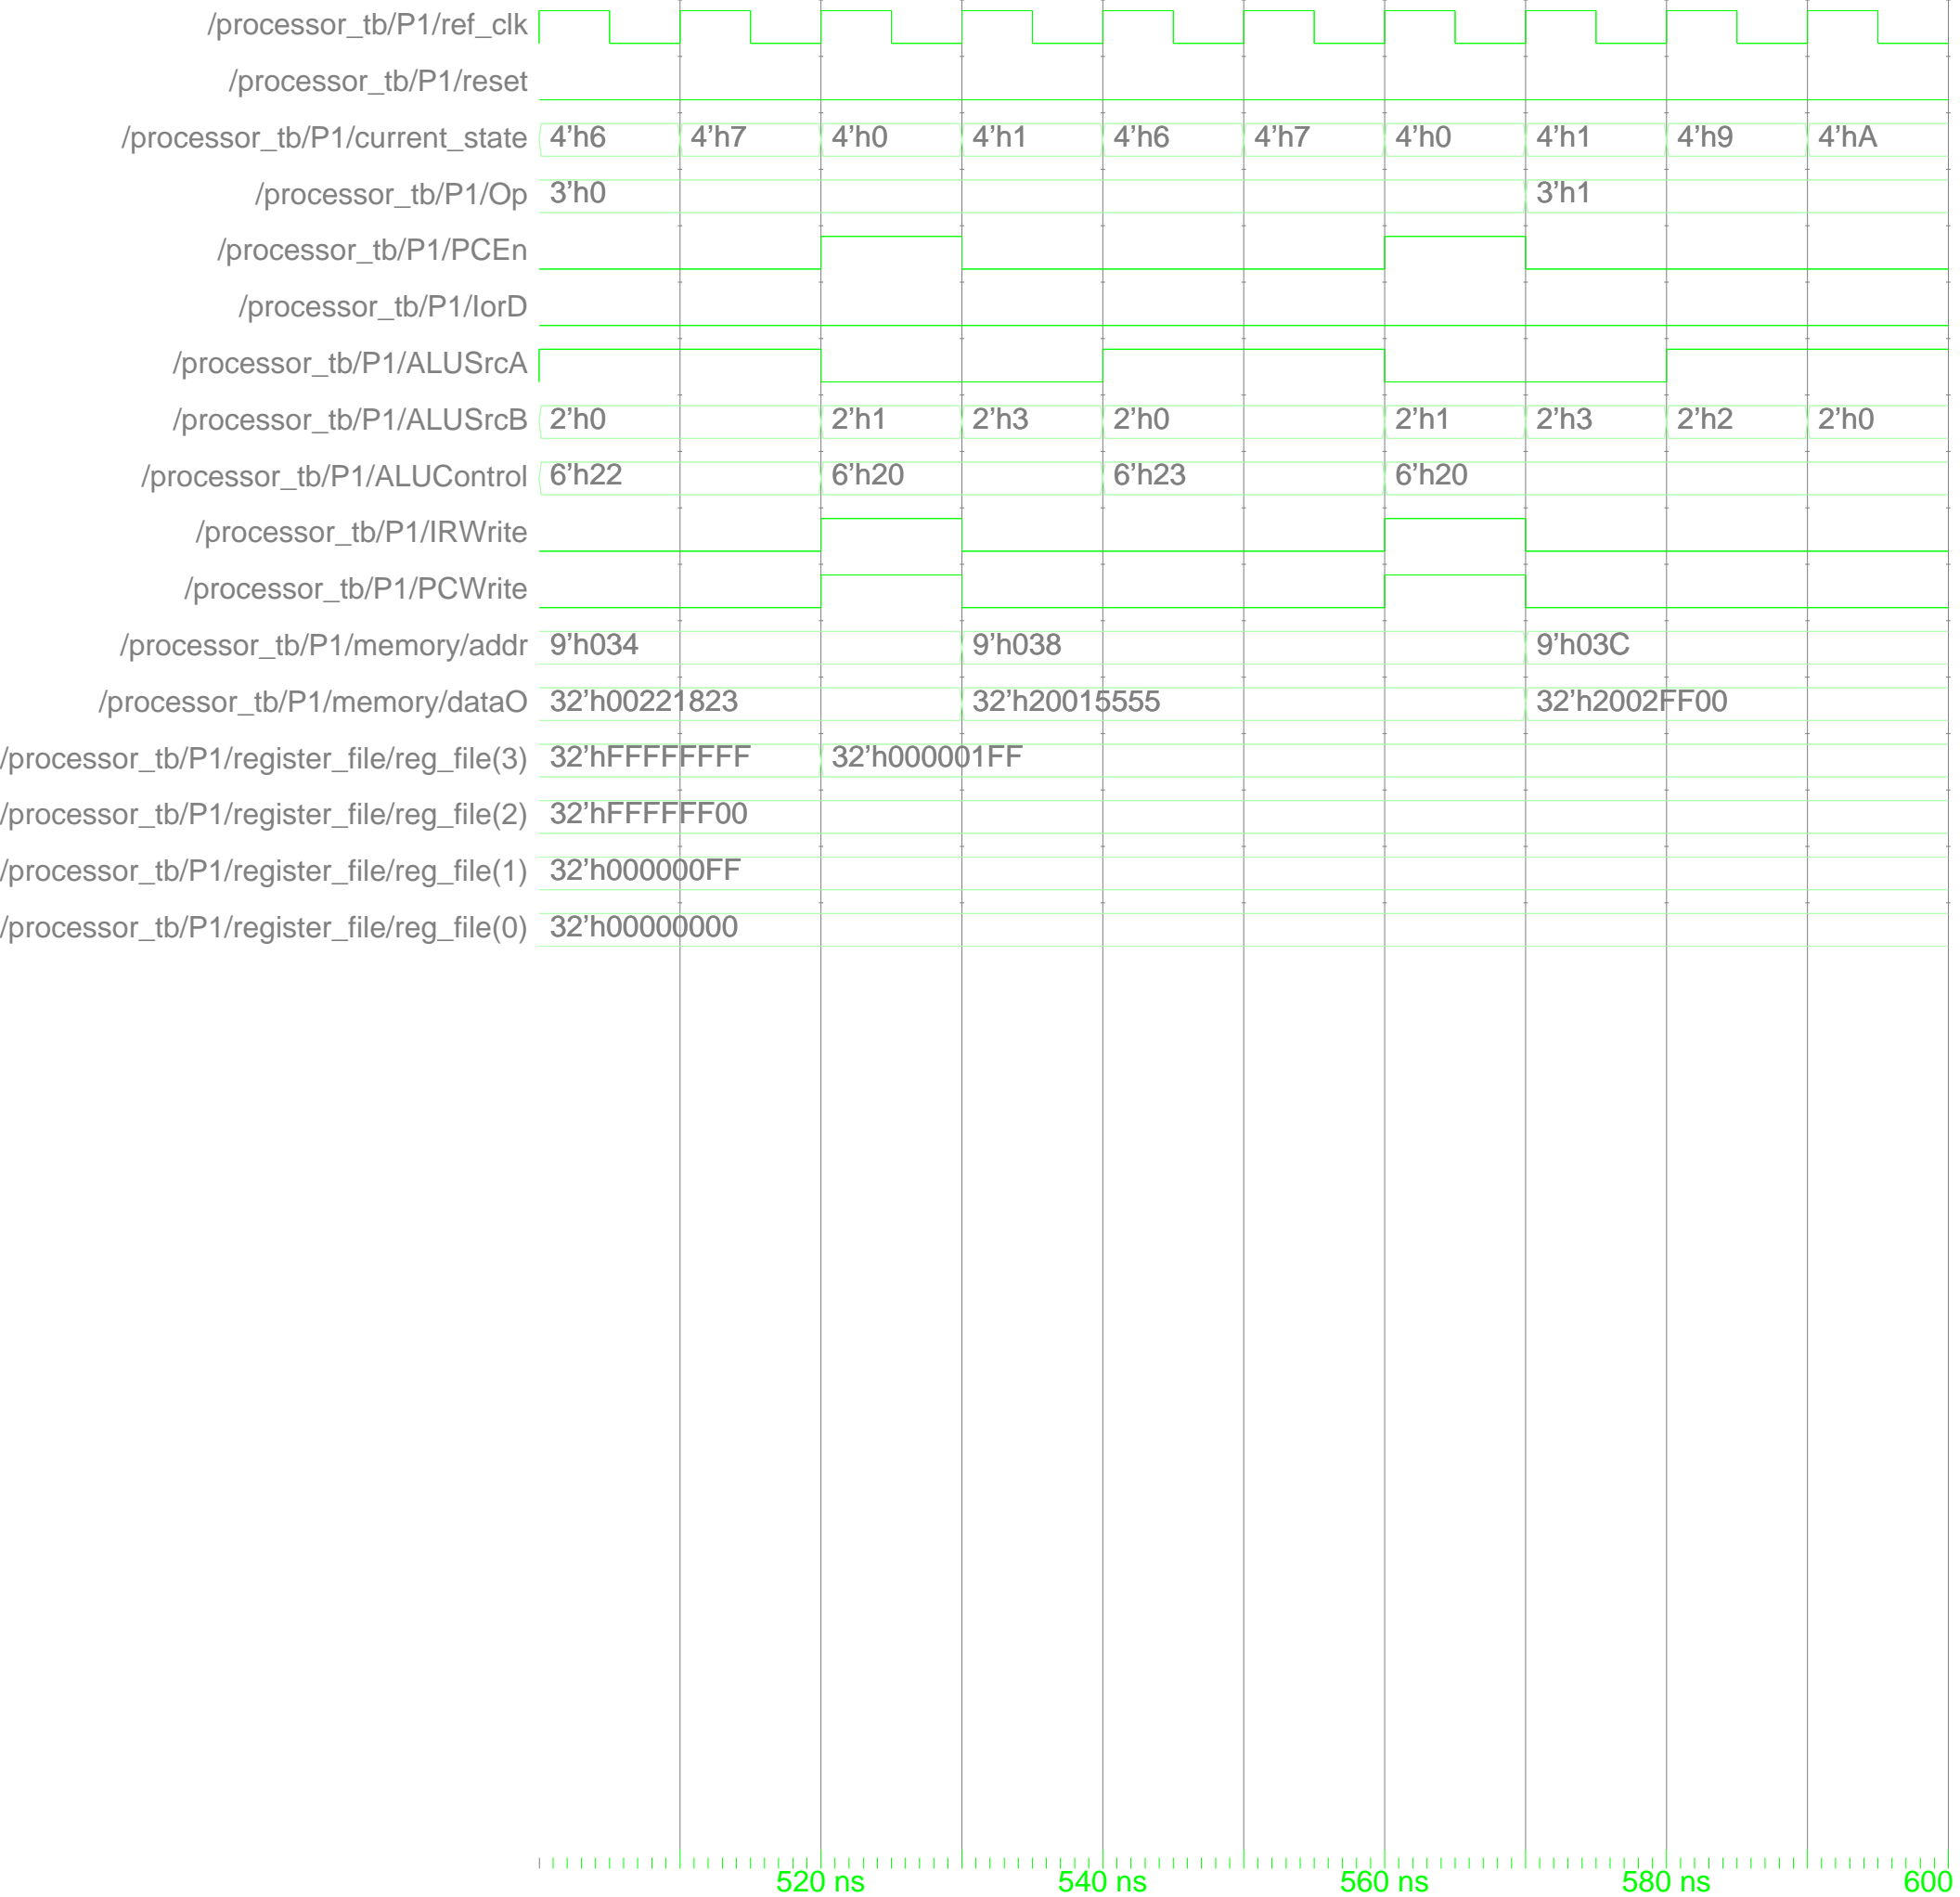 /processor_tb/P1/ref_clk
/processor_tb/P1/reset
/processor_tb/P1/current_state 4'h6 4'h7 4'h0 4'h1 4'h6 4'h7 4'h0 4'h1 4'h9 4'hA
/processor_tb/P1/Op 3'h0 3'h1
/processor_tb/P1/PCEn
/processor_tb/P1/IorD
/processor_tb/P1/ALUSrcA
/processor_tb/P1/ALUSrcB 2'h0 2'h1 2'h3 2'h0 2'h1 2'h3 2'h2 2'h0
/processor_tb/P1/ALUControl 6'h22 6'h20 6'h23 6'h20
/processor_tb/P1/IRWrite
/processor_tb/P1/PCWrite
/processor_tb/P1/memory/addr 9'h034 9'h038 9'h03C
/processor_tb/P1/memory/dataO 32'h00221823 32'h20015555 32'h2002FF00
/processor_tb/P1/register_file/reg_file(3) 32'hFFFFFFFF 32'h000001FF
/processor_tb/P1/register_file/reg_file(2) 32'hFFFFFF00
/processor_tb/P1/register_file/reg_file(1) 32'h000000FF
/processor_tb/P1/register_file/reg_file(0) 32'h00000000
520 ns 540 ns 560 ns 580 ns 600